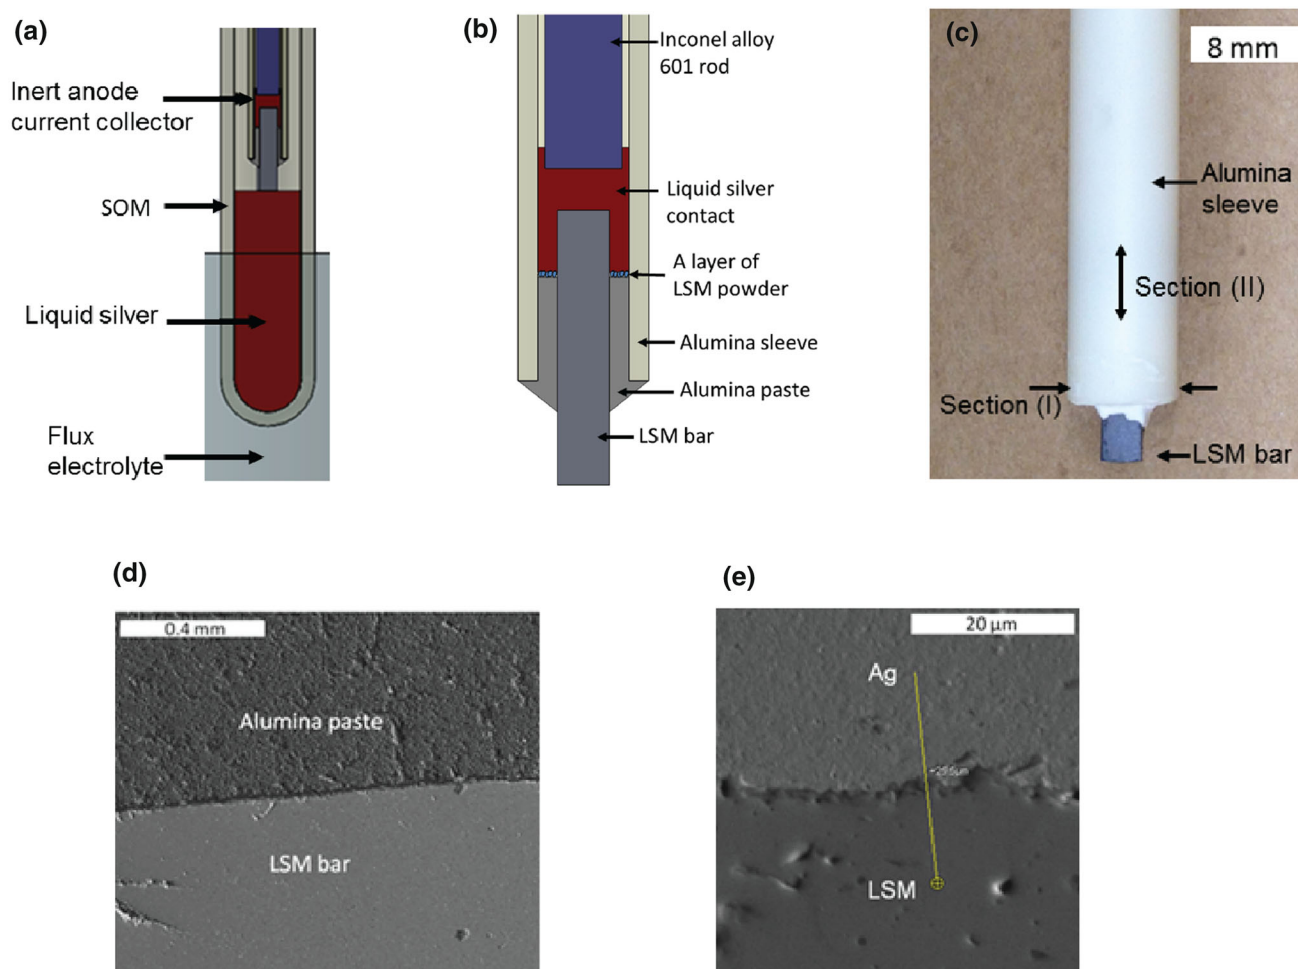 (a)
Inert anode
current collector
SOM
Liquid silver
Flux
electrolyte
(b)
Inconel alloy
601 rod
Liquid silver
contact
A layer of
LSM powder
Alumina sleeve
Alumina paste
LSM bar
(c)
8 mm
Alumina
sleeve
Section (II)
Section (I)
LSM bar
(d)
0.4 mm
Alumina paste
LSM bar
(e)
20 µm
Ag
LSM